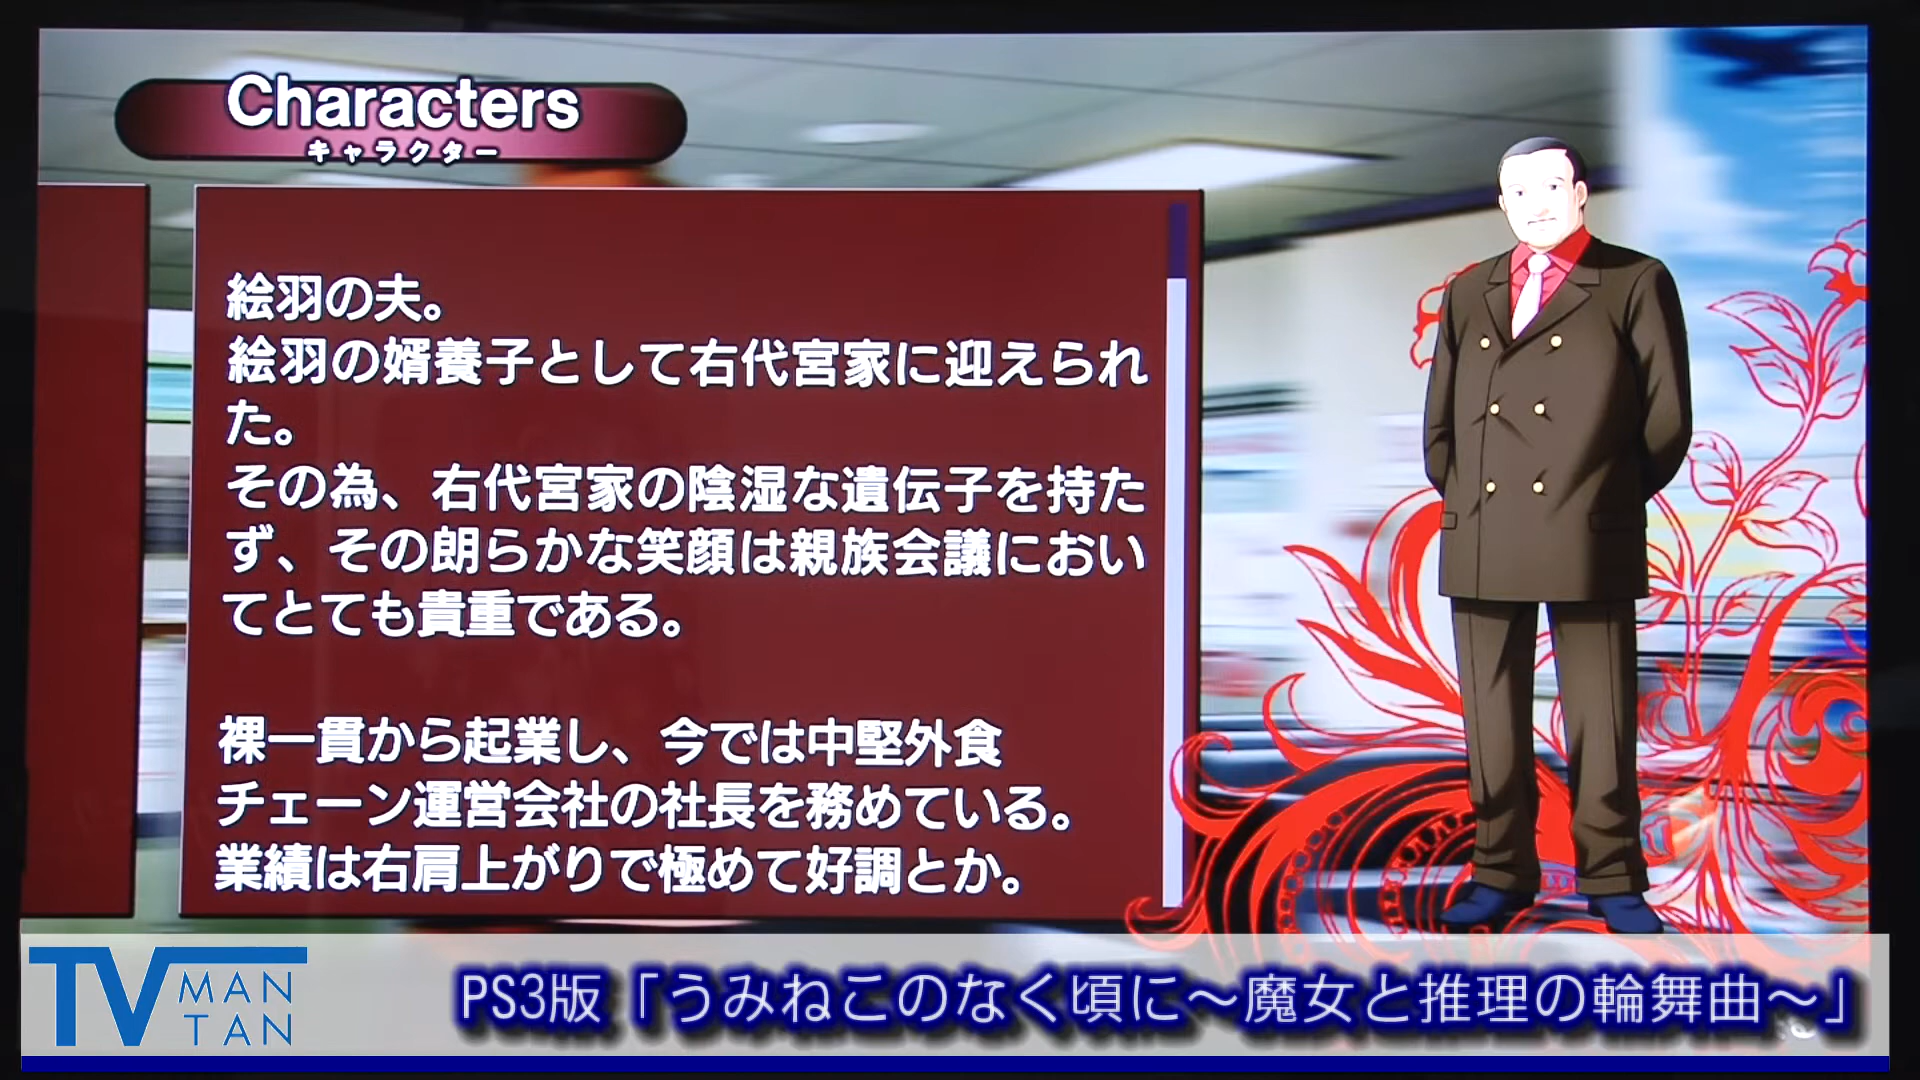 Characters
キャラクター
絵羽の夫。
絵羽の婿養子として右代宮家に迎えられ
た。
その為、右代宮家の陰湿な遺伝子を持た
ず、その朗らかな笑顔は親族会議におい
てとても貴重である。
裸一貫から起業し、今では中堅外食
チェーン運営会社の社長を務めている。
業績は右肩上がりで極めて好調とか。
TV MAN TAN
PS3版「うみねこのなく頃に～魔女と推理の輪舞曲～」